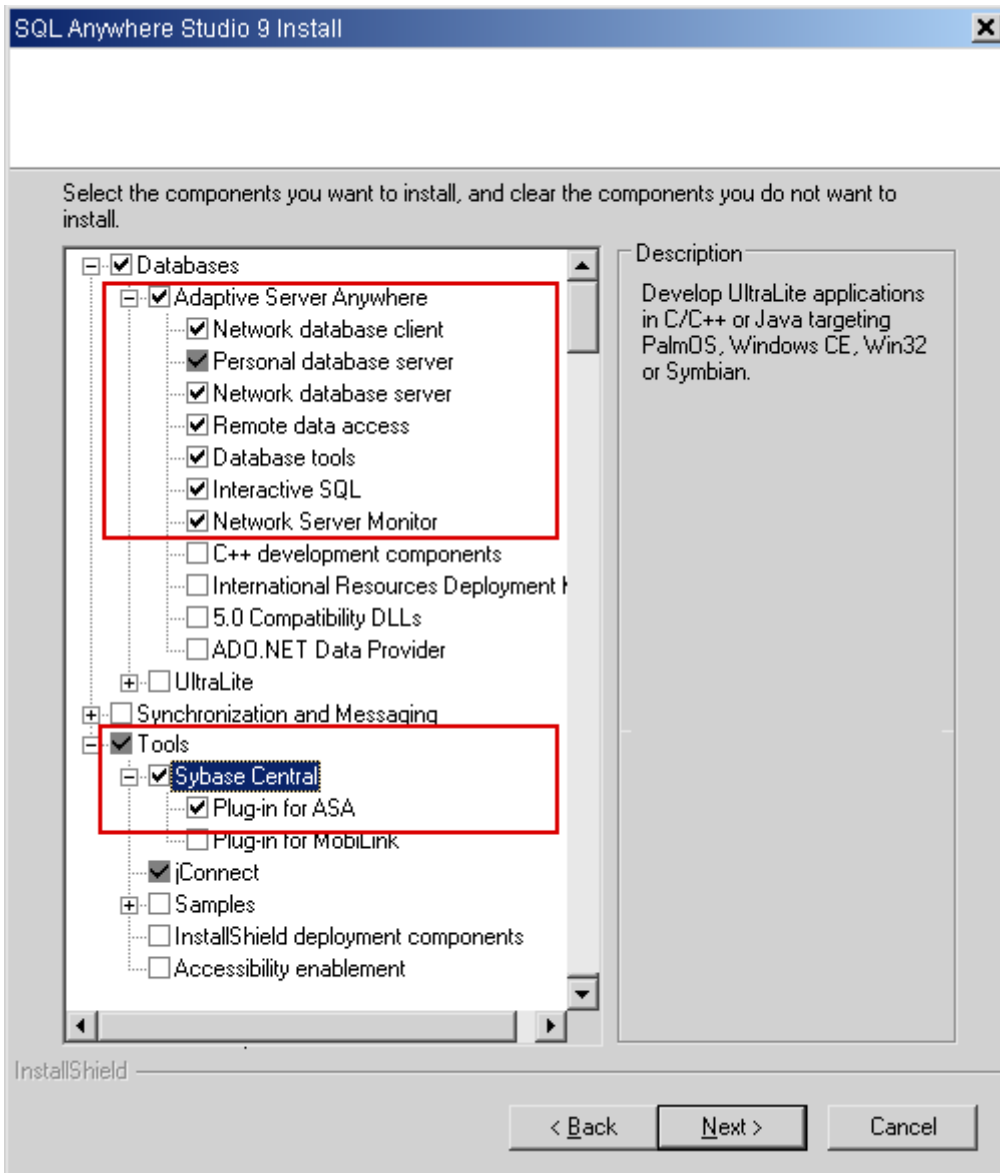 SQL Anywhere Studio 9 Install
Select the components you want to install, and clear the components you do not want to
install.
Databases
Adaptive Server Anywhere
Network database client
Personal database server
Network database server
Remote data access
Database tools
Interactive SQL
Network Server Monitor
C++ development components
International Resources Deployment
5.0 Compatibility DLLs
ADO.NET Data Provider
UltraLite
Synchronization and Messaging
Tools
Sybase Central
Plug-in for ASA
Plug-in for MobiLink
jConnect
Samples
InstallShield deployment components
Accessibility enablement
Description
Develop UltraLite applications
in C/C++ or Java targeting
PalmOS, Windows CE, Win32
or Symbian.
InstallShield
< Back
Next >
Cancel